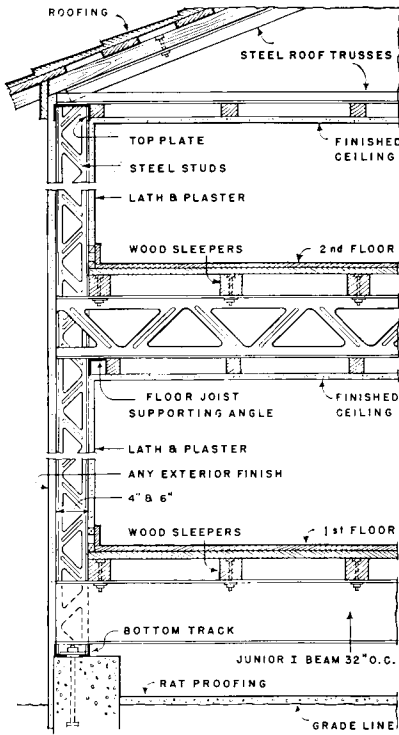 ROOFING
STEEL ROOF TRUSSES
TOP PLATE
FINISHED
CEILING
STEEL STUDS
LATH & PLASTER
WOOD SLEEPERS
2nd FLOOR
FLOOR JOIST
SUPPORTING ANGLE
FINISHED
CEILING
LATH & PLASTER
ANY EXTERIOR FINISH
4" & 6"
WOOD SLEEPERS
1st FLOOR
BOTTOM TRACK
JUNIOR I BEAM 32" O.C.
RAT PROOFING
GRADE LINE